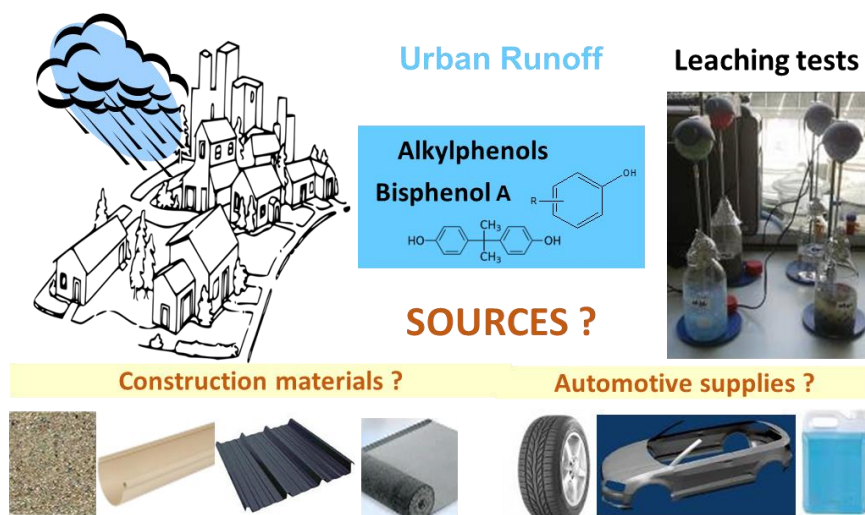 Urban Runoff
Leaching tests
Alkylphenols
Bisphenol A
R
OH
HO
CH3
CH3
OH
SOURCES ?
Construction materials ?
Automotive supplies ?